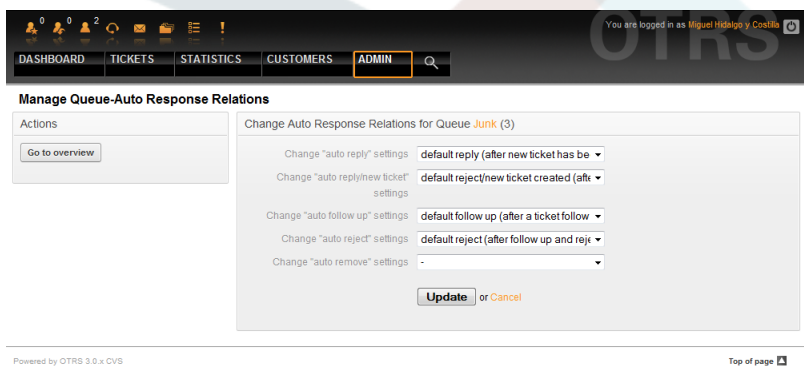 0 0 2
OTRS
You are logged in as Miguel Hidalgo y Costilla
DASHBOARD TICKETS STATISTICS CUSTOMERS ADMIN
Manage Queue-Auto Response Relations
Actions
Go to overview
Change Auto Response Relations for Queue Junk (3)
Change "auto reply" settings default reply (after new ticket has be
Change "auto reply/new ticket" default reject/new ticket created (afte
settings
Change "auto follow up" settings default follow up (after a ticket follow
Change "auto reject" settings default reject (after follow up and reje
Change "auto remove" settings -
Update or Cancel
Powered by OTRS 3.0.x CVS
Top of page